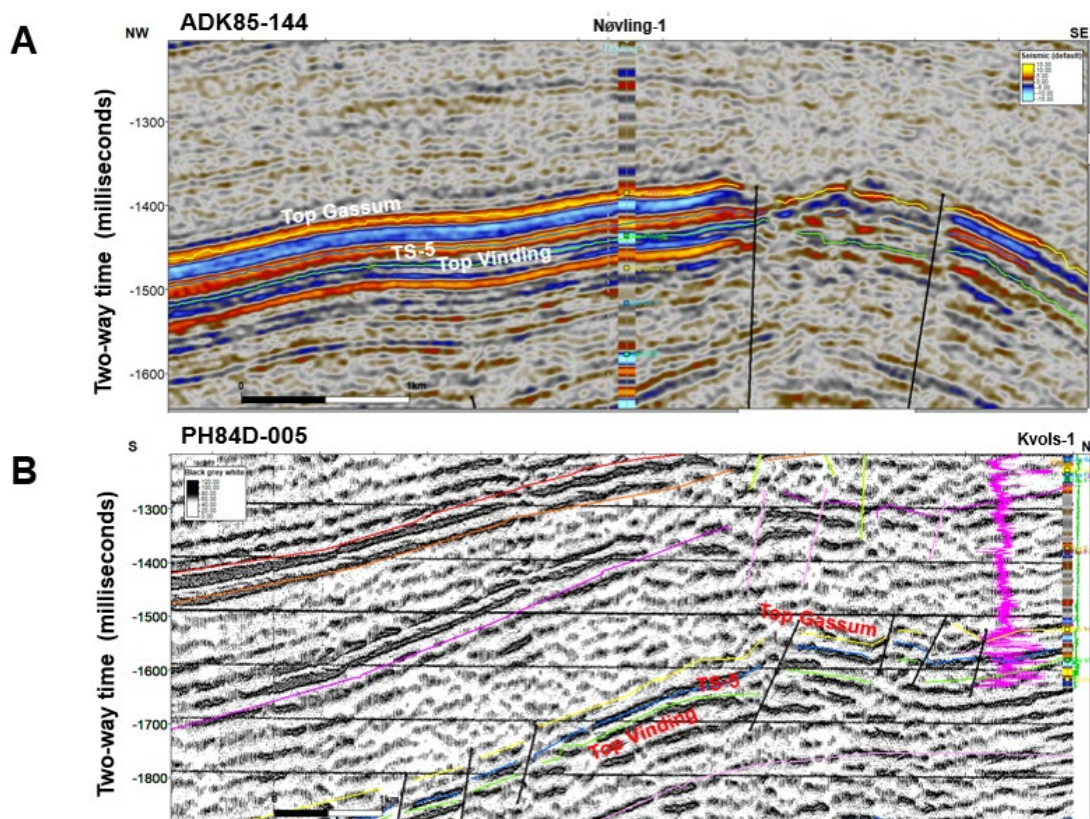 A
ADK85-144
Nøvling-1
NW
SE
Seismic (default)
Two-way time (milliseconds)
-1300
-1400
-1500
-1600
Top Gassum
TS-5
Top Vinding
0
1km
B
PH84D-005
Kvols-1
S
N
Black grey white
Two-way time (milliseconds)
-1300
-1400
-1500
-1600
-1700
-1800
Top Gassum
TS-5
Top Vinding
0
1km